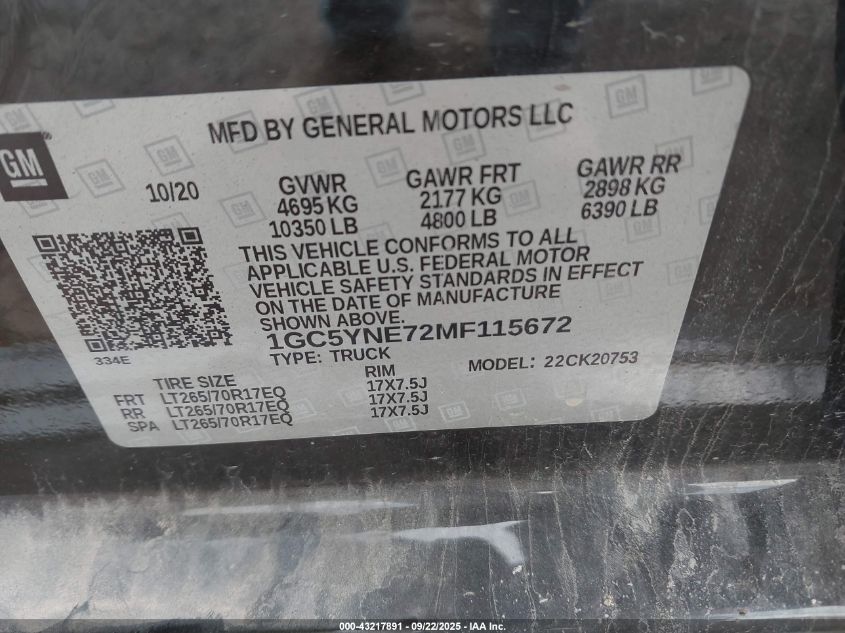 MFD BY GENERAL MOTORS LLC
GM
10/20
GVWR
4695 KG
10350 LB
GAWR FRT
2177 KG
4800 LB
GAWR RR
2898 KG
6390 LB
THIS VEHICLE CONFORMS TO ALL
APPLICABLE U.S. FEDERAL MOTOR
VEHICLE SAFETY STANDARDS IN EFFECT
ON THE DATE OF MANUFACTURE
SHOWN ABOVE.
1GC5YNE72MF115672
334E
TYPE: TRUCK
MODEL: 22CK20753
TIRE SIZE RIM
FRT LT265/70R17EQ 17X7.5J
RR LT265/70R17EQ 17X7.5J
SPA LT265/70R17EQ 17X7.5J
000-43217891 - 09/22/2025 - IAA Inc.